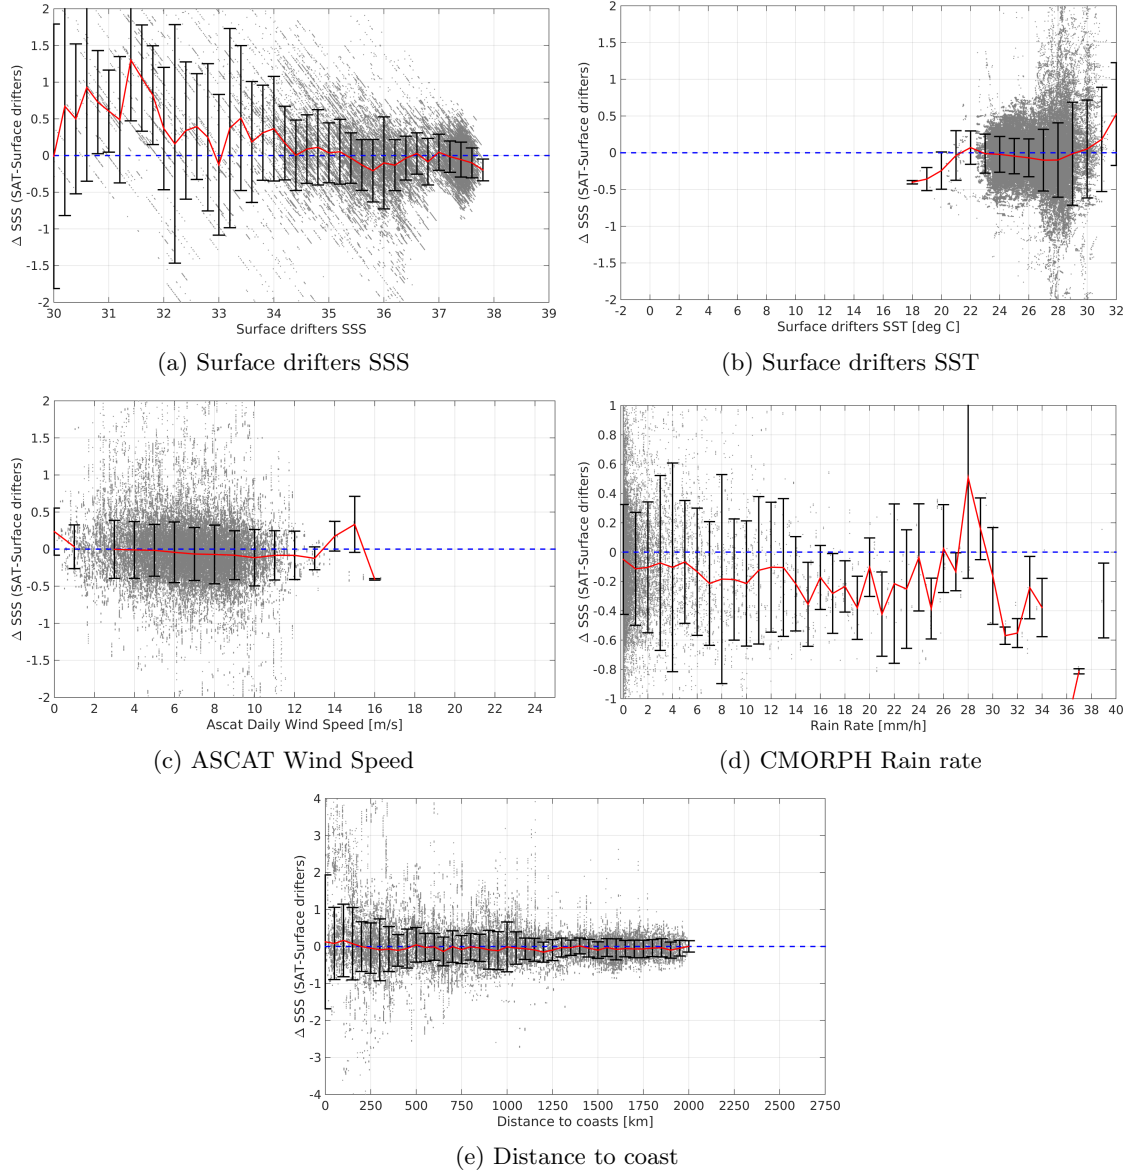 2
1.5
1
0.5
0
-0.5
-1
-1.5
-2
Δ SSS (SAT-Surface drifters)
30 31 32 33 34 35 36 37 38 39
Surface drifters SSS
(a) Surface drifters SSS
2
1.5
1
0.5
0
-0.5
-1
-1.5
-2
Δ SSS (SAT-Surface drifters)
-2 0 2 4 6 8 10 12 14 16 18 20 22 24 26 28 30 32
Surface drifters SST [deg C]
(b) Surface drifters SST
2
1.5
1
0.5
0
-0.5
-1
-1.5
-2
Δ SSS (SAT-Surface drifters)
0 2 4 6 8 10 12 14 16 18 20 22 24
Ascat Daily Wind Speed [m/s]
(c) ASCAT Wind Speed
1
0.8
0.6
0.4
0.2
0
-0.2
-0.4
-0.6
-0.8
-1
Δ SSS (SAT-Surface drifters)
0 2 4 6 8 10 12 14 16 18 20 22 24 26 28 30 32 34 36 38 40
Rain Rate [mm/h]
(d) CMORPH Rain rate
4
3
2
1
0
-1
-2
-3
-4
Δ SSS (SAT-Surface drifters)
0 250 500 750 1000 1250 1500 1750 2000 2250 2500 2750
Distance to coasts [km]
(e) Distance to coast